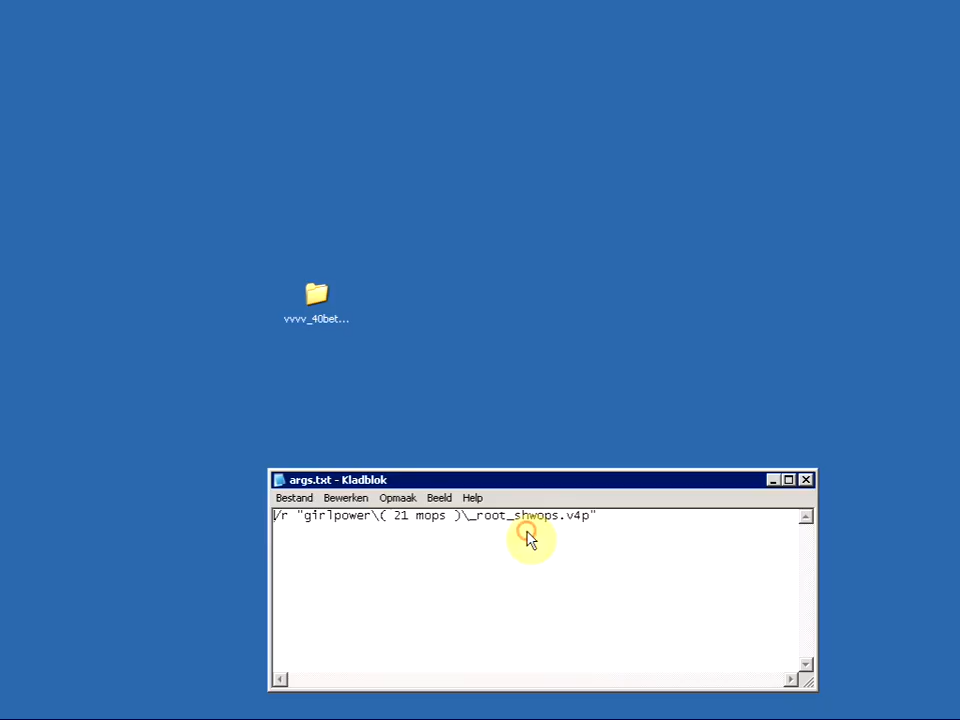 vvvv_40bet...
args.txt - Kladblok
Bestand Bewerken Opmaak Beeld Help
/r "girlpower\( 21 mops )\_root_shwops.v4p"